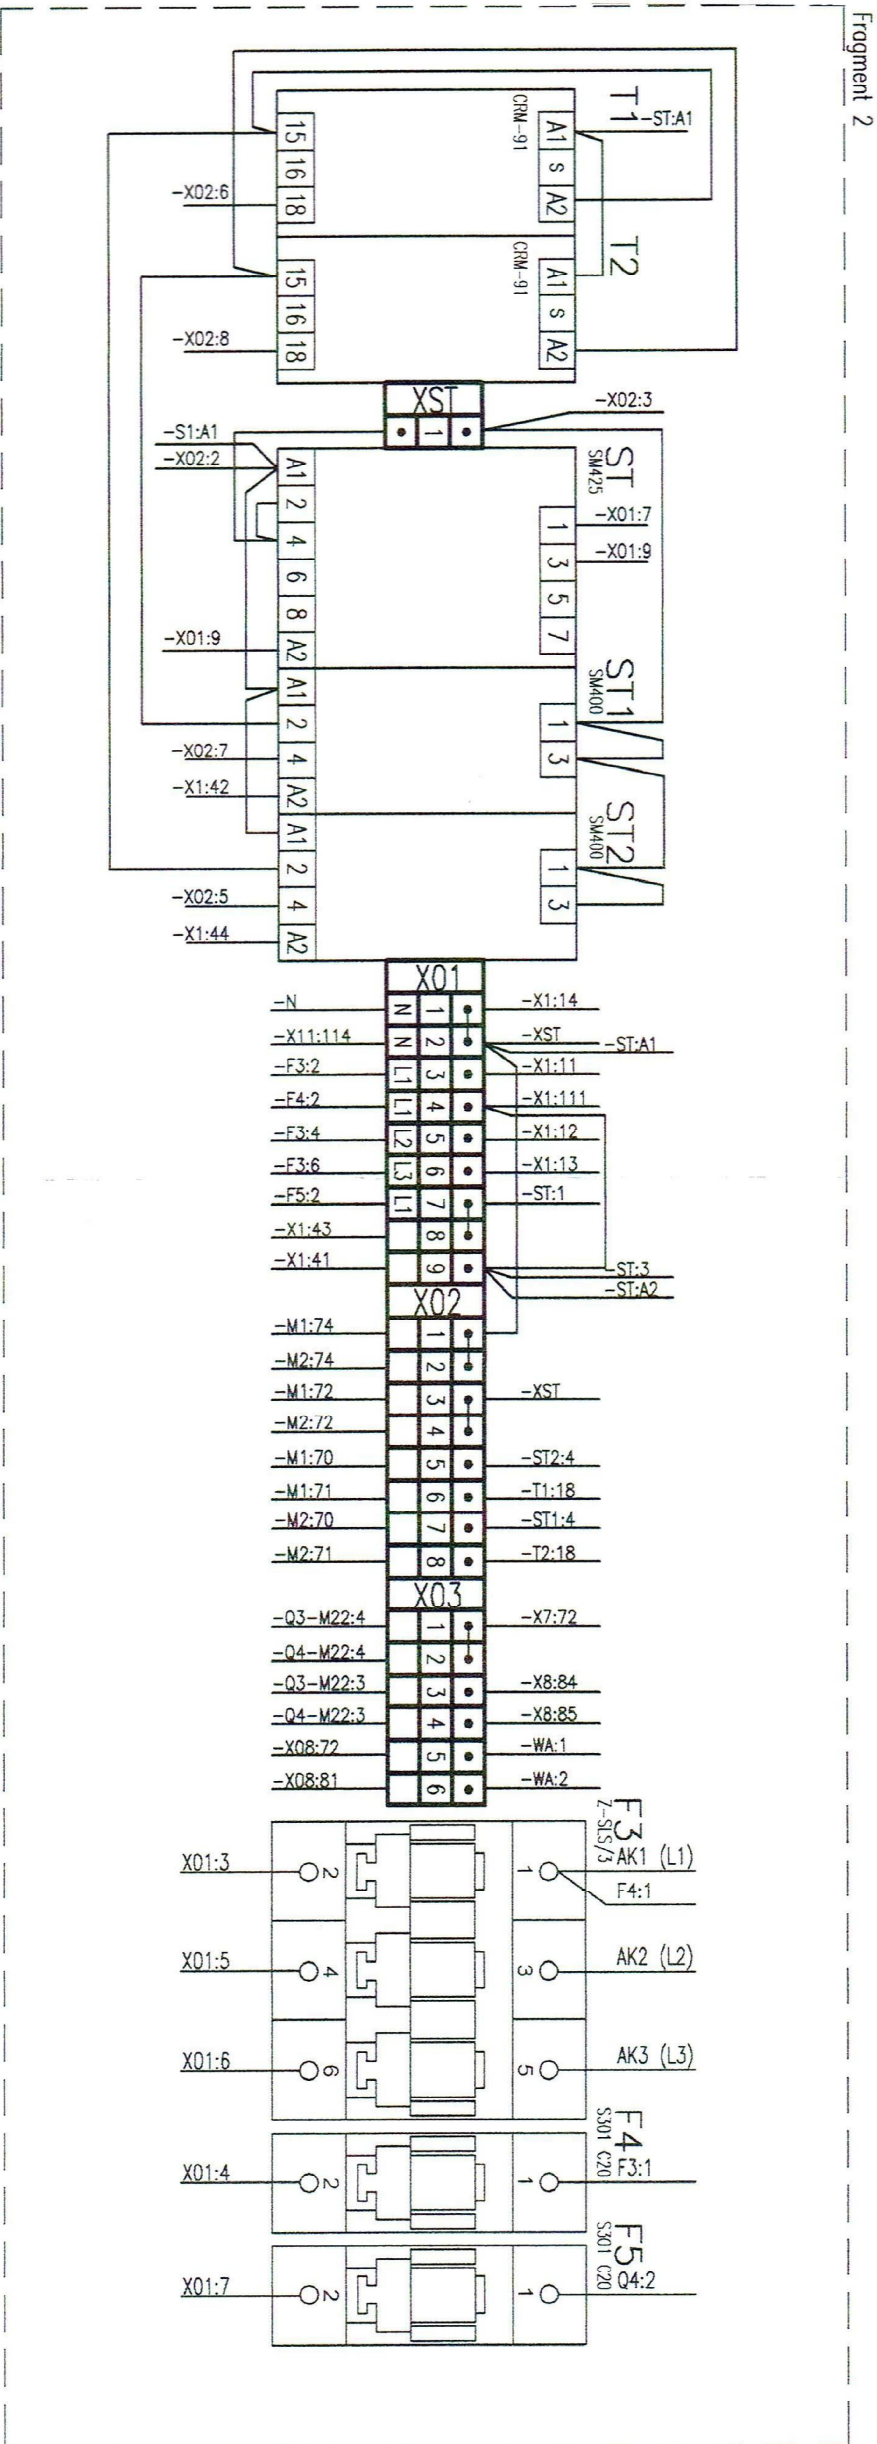 Fragment 2
T1
CRM-91
-ST:A1
A1 S A2
15 16 18
-X02:6
T2
CRM-91
A1 S A2
15 16 18
-X02:8
XST
1
-X02:3
-S1:A1
-X02:2
ST
SM425
A1 2 4 6 8 A2
1 3 5 7
-X01:7
-X01:9
-X01:9
ST1
SM400
A1 2 4 A2
1 3
-X02:7
-X1:42
ST2
SM400
A1 2 4 A2
1 3
-X02:5
-X1:44
X01
-N N 1 -X1:14
-X11:114 N 2 -XST -ST:A1
-F3:2 L1 3 -X1:11
-F4:2 L1 4 -X1:111
-F3:4 L2 5 -X1:12
-F3:6 L3 6 -X1:13
-F5:2 L1 7 -ST:1
-X1:43 8
-X1:41 9 -ST:3
-ST:A2
X02
-M1:74 1
-M2:74 2
-M1:72 3 -XST
-M2:72 4
-M1:70 5 -ST2:4
-M1:71 6 -T1:18
-M2:70 7 -ST1:4
-M2:71 8 -T2:18
X03
-Q3-M22:4 1 -X7:72
-Q4-M22:4 2
-Q3-M22:3 3 -X8:84
-Q4-M22:3 4 -X8:85
-X08:72 5 -WA:1
-X08:81 6 -WA:2
F3
Z-SLS/3
X01:3 2 1 AK1 (L1)
F4:1
X01:5 4 3 AK2 (L2)
X01:6 6 5 AK3 (L3)
F4
S301 C20
X01:4 2 1 F3:1
F5
S301 C20
X01:7 2 1 Q4:2